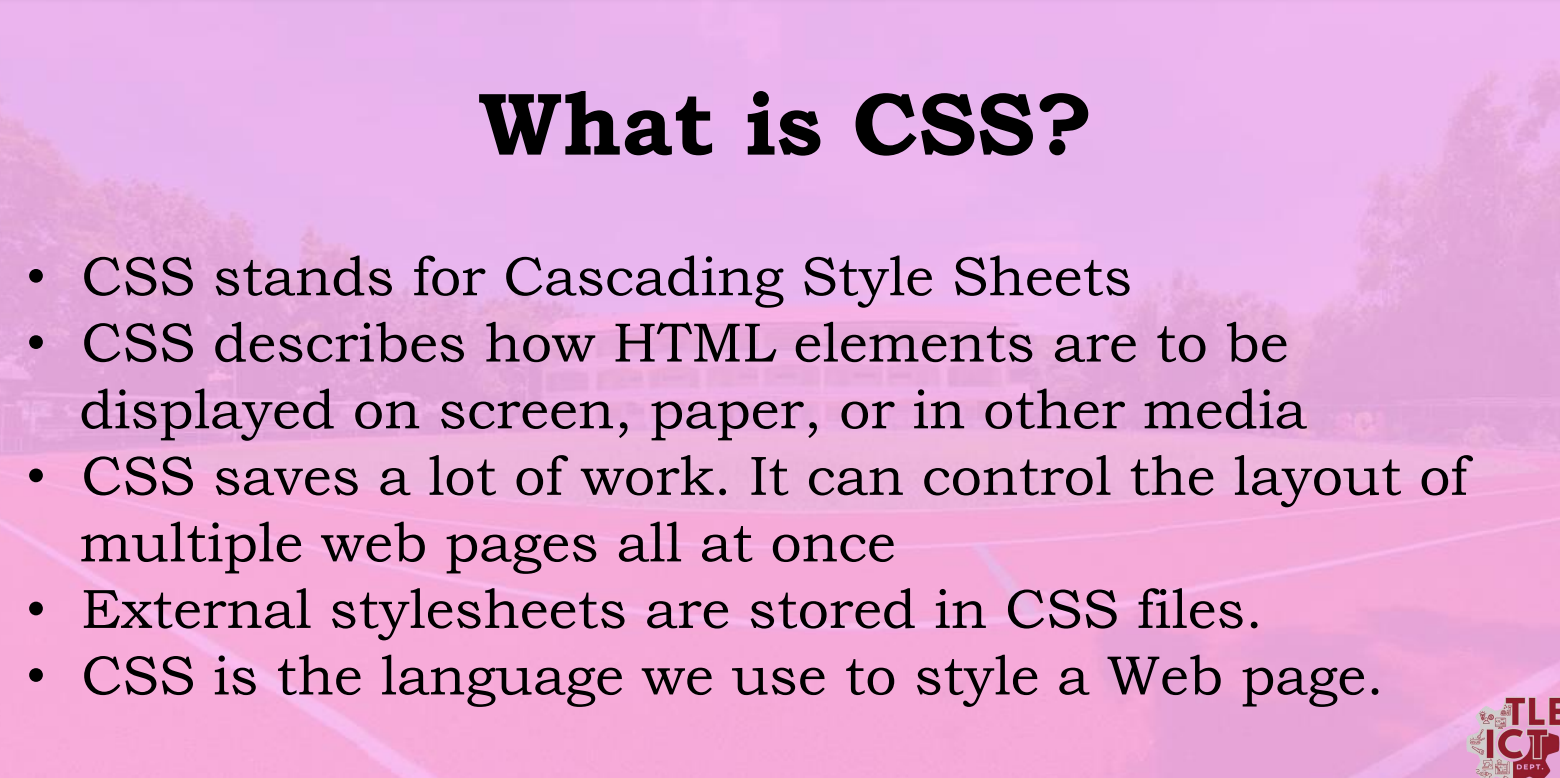 What is CSS?
• CSS stands for Cascading Style Sheets
• CSS describes how HTML elements are to be
displayed on screen, paper, or in other media
• CSS saves a lot of work. It can control the layout of
multiple web pages all at once
• External stylesheets are stored in CSS files.
• CSS is the language we use to style a Web page.
TLE
ICT
DEPT.